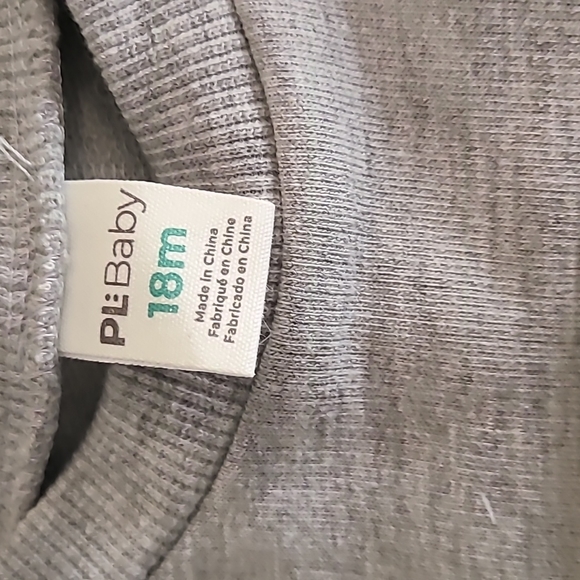 PL:Baby
18m
Made in China
Fabriqué en Chine
Fabricado en China